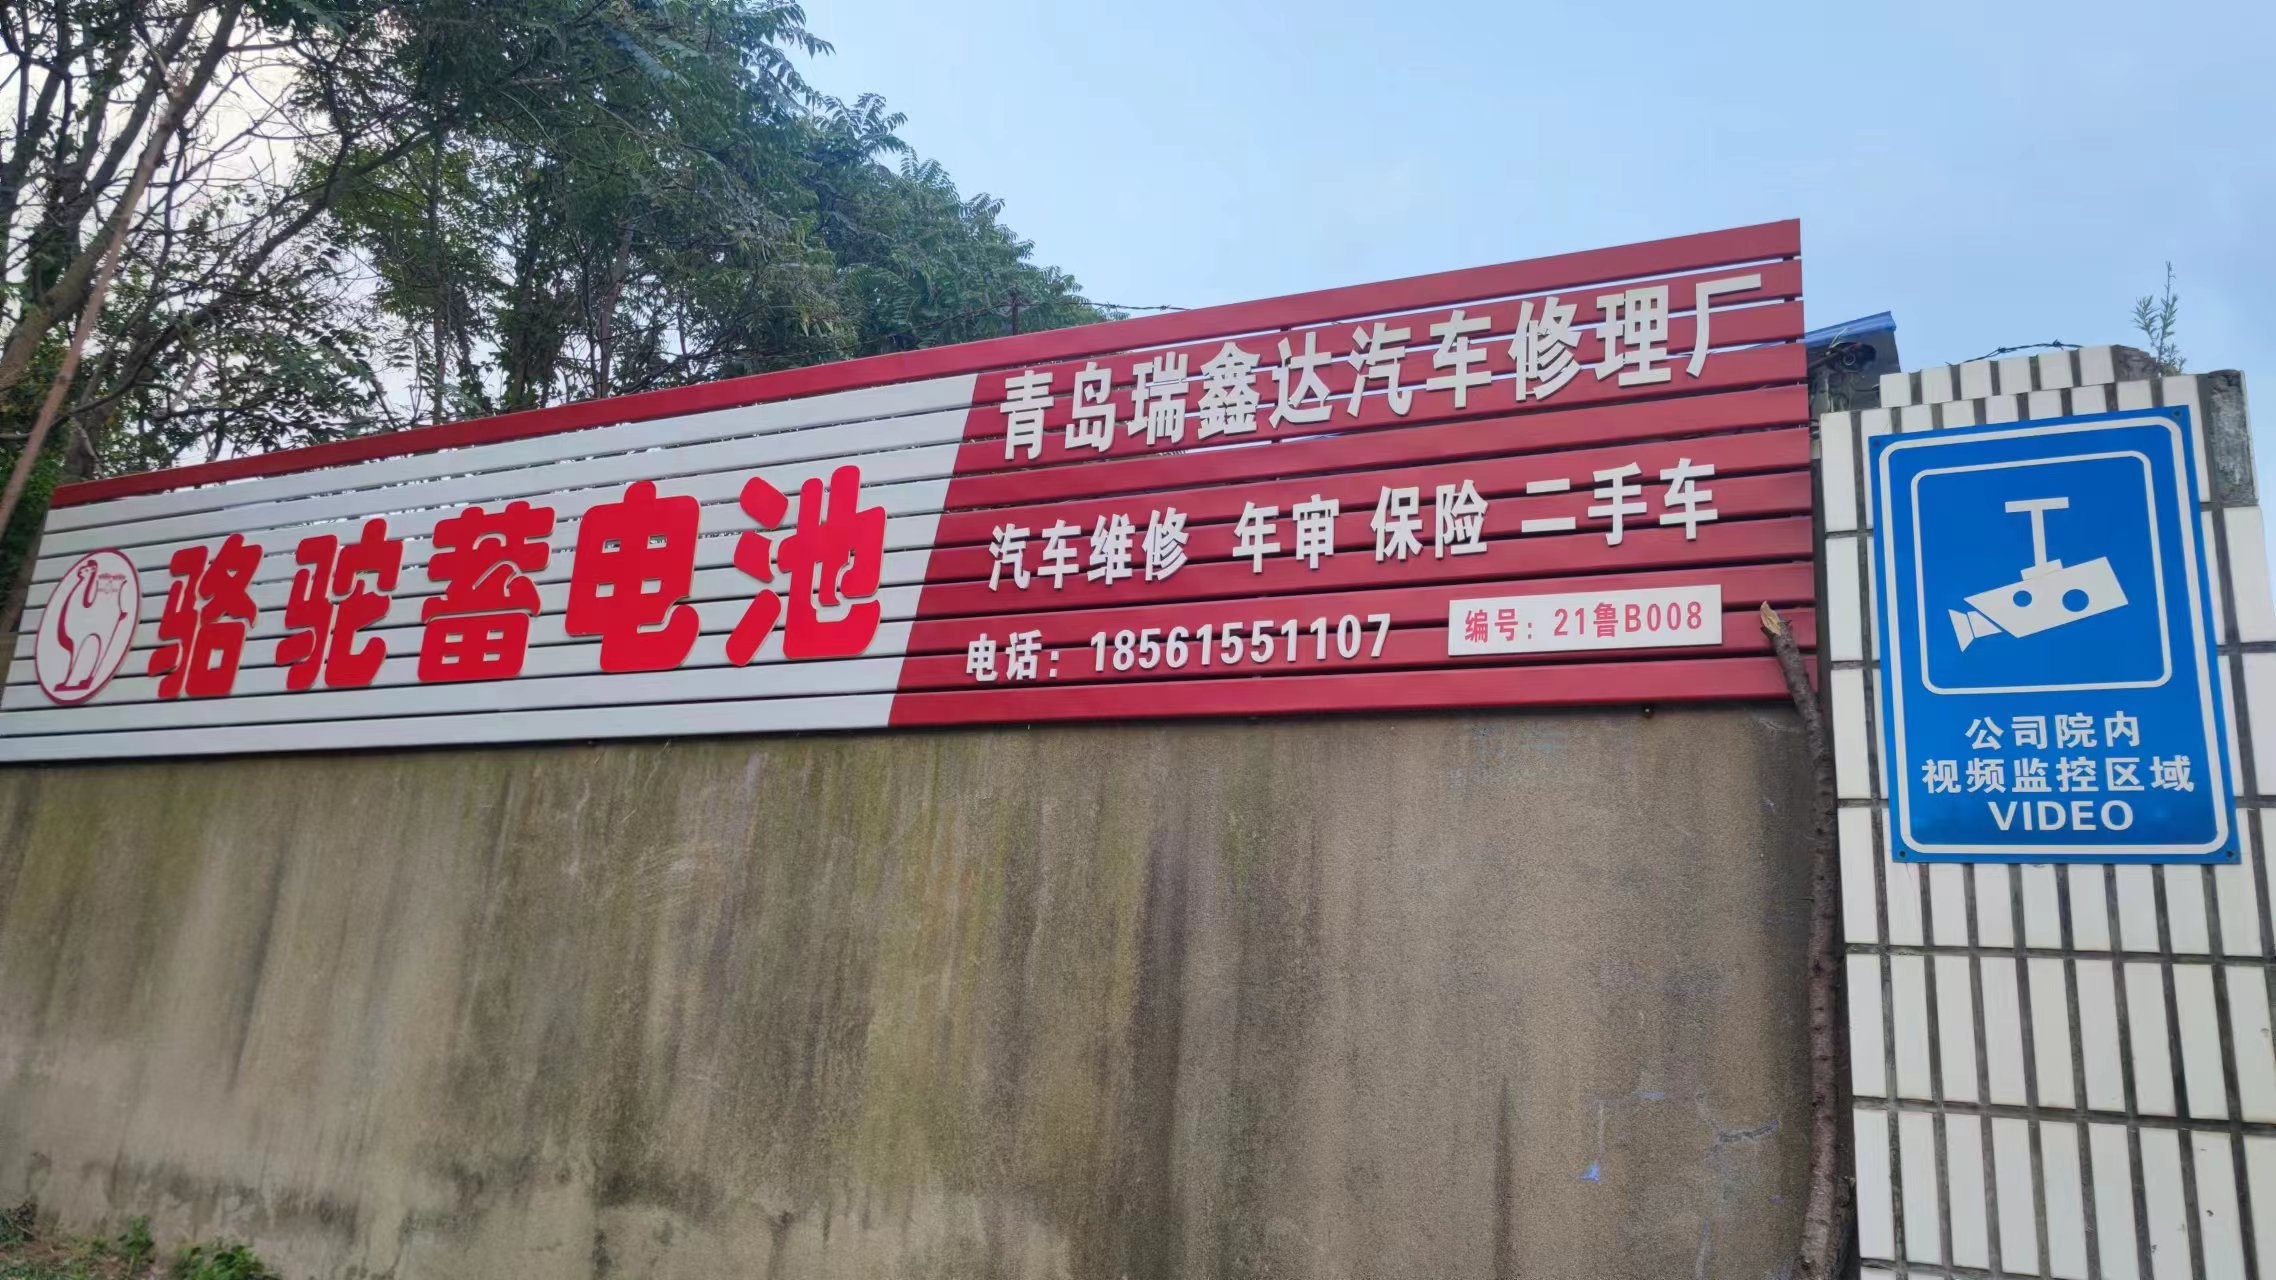 骆驼蓄电池
青岛瑞鑫达汽车修理厂
汽车维修 年审 保险 二手车
电话：18561551107
编号：21鲁B008
公司院内
视频监控区域
VIDEO